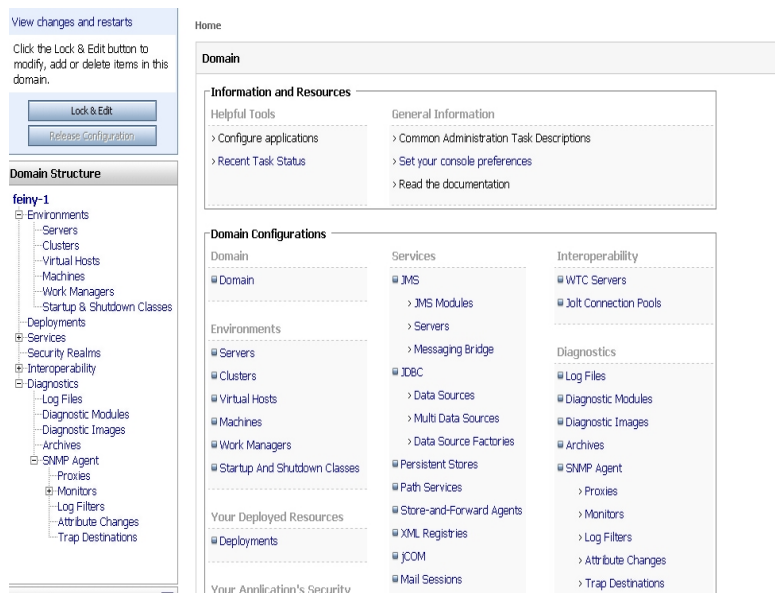 View changes and restarts
Click the Lock & Edit button to
modify, add or delete items in this
domain.
Lock & Edit
Release Configuration
Domain Structure
feiny-1
Environments
Servers
Clusters
Virtual Hosts
Machines
Work Managers
Startup & Shutdown Classes
Deployments
Services
Security Realms
Interoperability
Diagnostics
Log Files
Diagnostic Modules
Diagnostic Images
Archives
SNMP Agent
Proxies
Monitors
Log Filters
Attribute Changes
Trap Destinations
Home
Domain
Information and Resources
Helpful Tools
Configure applications
Recent Task Status
General Information
Common Administration Task Descriptions
Set your console preferences
Read the documentation
Domain Configurations
Domain
Domain
Environments
Servers
Clusters
Virtual Hosts
Machines
Work Managers
Startup And Shutdown Classes
Your Deployed Resources
Deployments
Your Application's Security
Services
JMS
JMS Modules
Servers
Messaging Bridge
JDBC
Data Sources
Multi Data Sources
Data Source Factories
Persistent Stores
Path Services
Store-and-Forward Agents
XML Registries
jCOM
Mail Sessions
Interoperability
WTC Servers
Jolt Connection Pools
Diagnostics
Log Files
Diagnostic Modules
Diagnostic Images
Archives
SNMP Agent
Proxies
Monitors
Log Filters
Attribute Changes
Trap Destinations